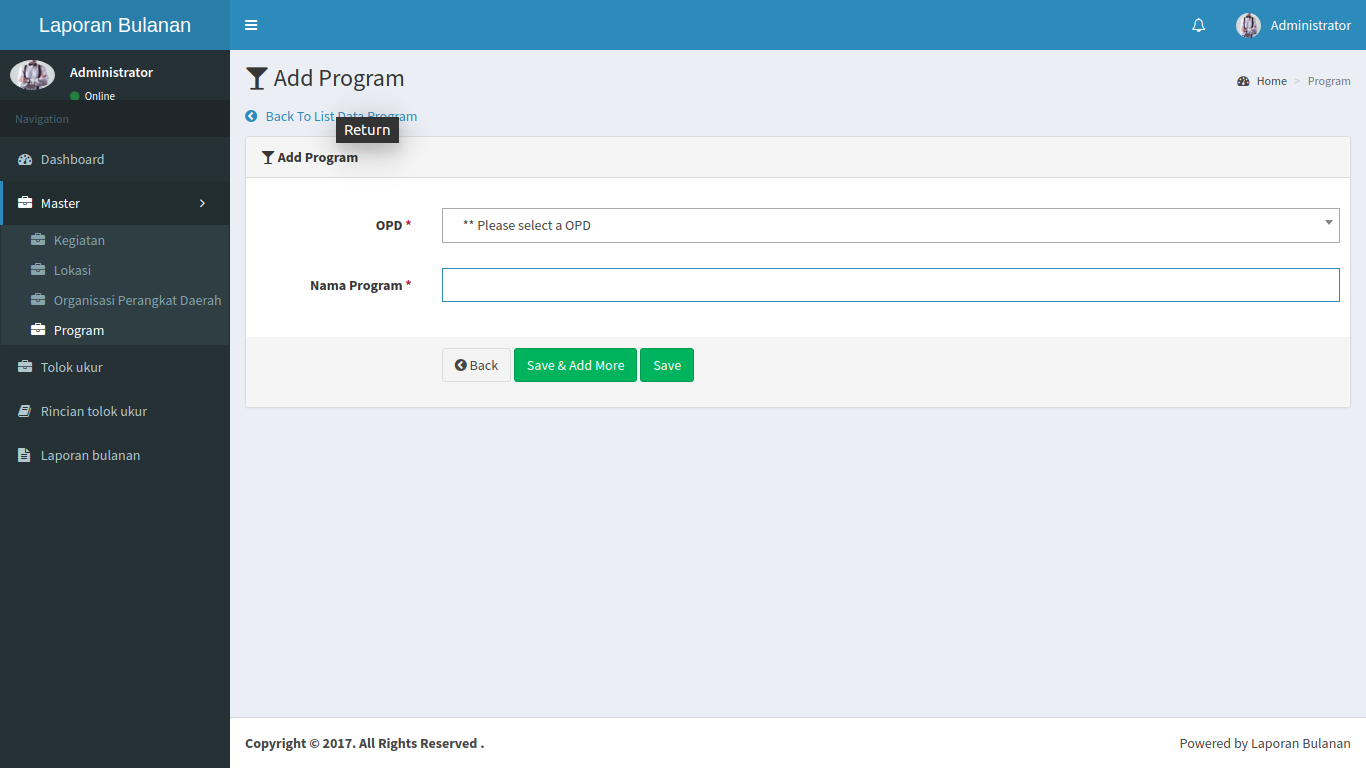 Laporan Bulanan
Administrator
Administrator
Online
Navigation
Dashboard
Master
Kegiatan
Lokasi
Organisasi Perangkat Daerah
Program
Tolok ukur
Rincian tolok ukur
Laporan bulanan
Add Program
Home > Program
Back To List Data Program
Return
Add Program
OPD *
** Please select a OPD
Nama Program *
Back
Save & Add More
Save
Copyright © 2017. All Rights Reserved .
Powered by Laporan Bulanan